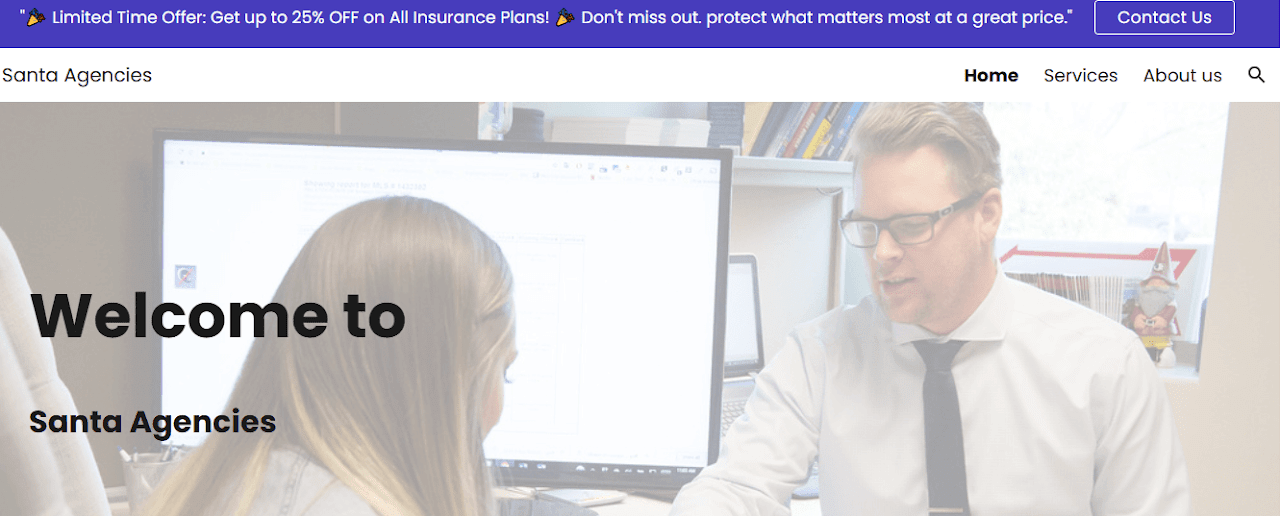 "🎉 Limited Time Offer: Get up to 25% OFF on All Insurance Plans! 🎉 Don't miss out. protect what matters most at a great price."
Contact Us
Santa Agencies
Home
Services
About us
Welcome to
Santa Agencies